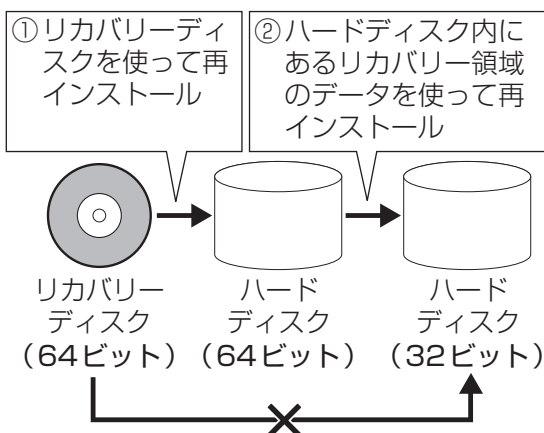 ① リカバリーディ
スクを使って再
インストール
② ハードディスク内に
あるリカバリー領域
のデータを使って再
インストール
リカバリー
ディスク
（64ビット）
ハード
ディスク
（64ビット）
ハード
ディスク
（32ビット）